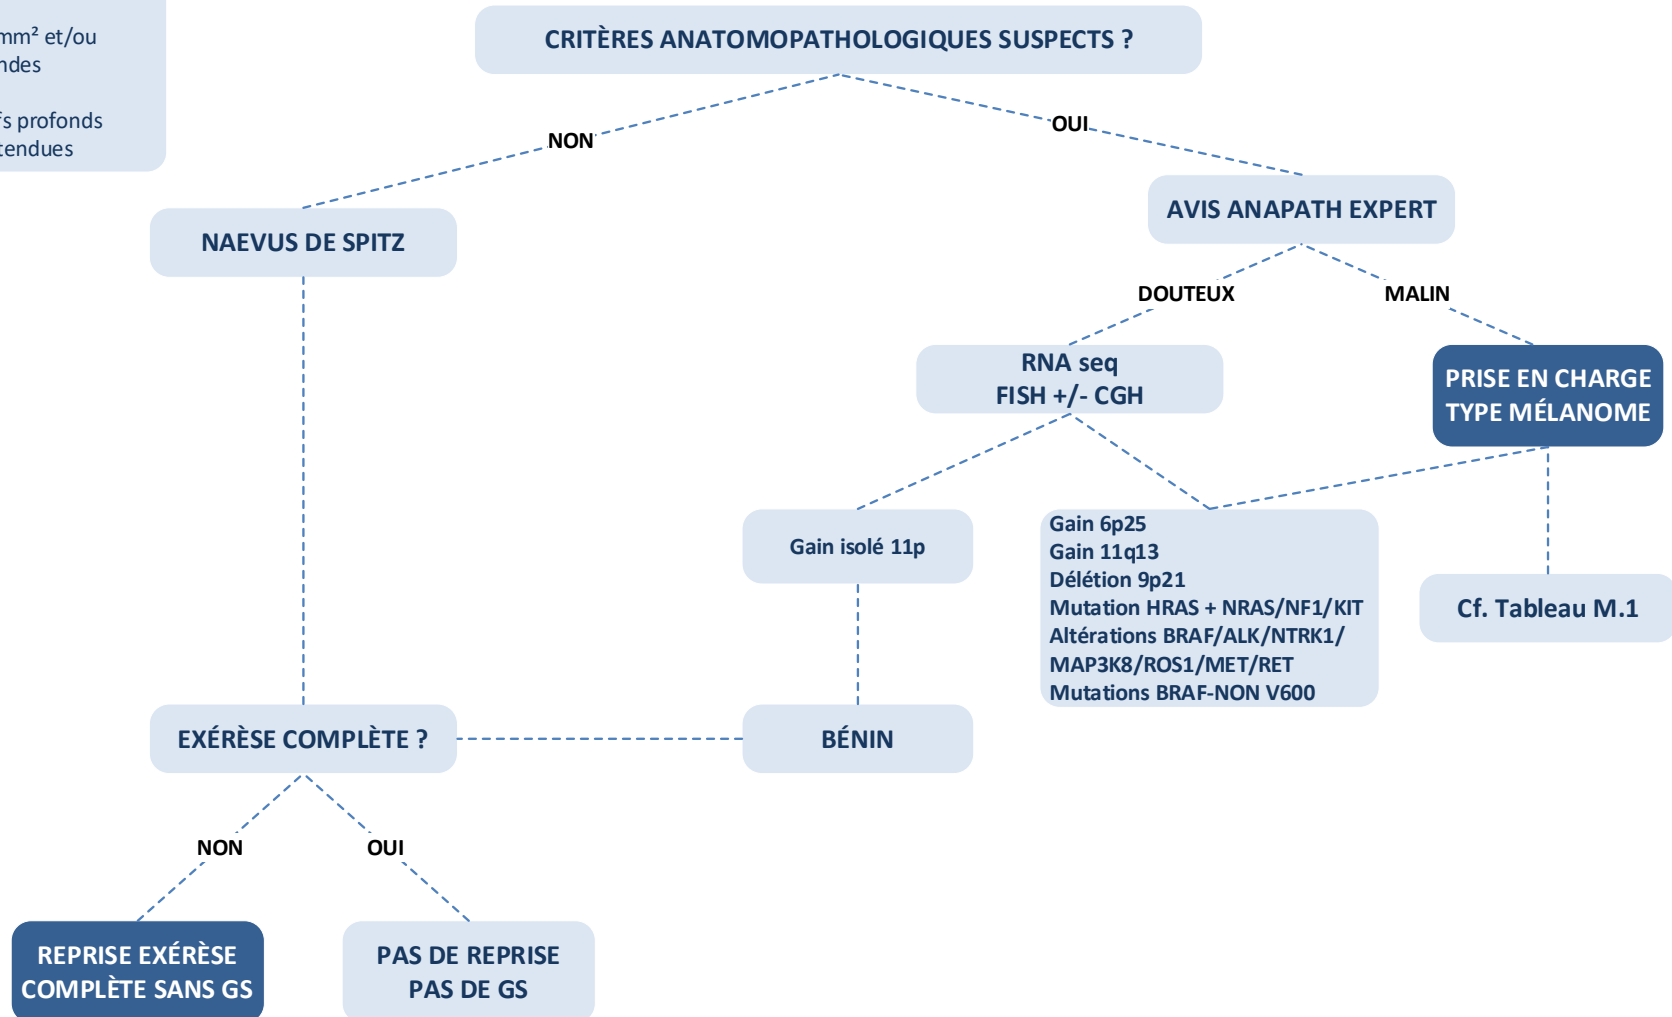 mm² et/ou
fs profonds
CRITÈRES ANATOMOPATHOLOGIQUES SUSPECTS ?
NON
OUI
NAEVUS DE SPITZ
AVIS ANAPATH EXPERT
DOUTEUX
MALIN
RNA seq
FISH +/- CGH
PRISE EN CHARGE
TYPE MÉLANOME
Gain isolé 11p
Gain 6p25
Gain 11q13
Délétion 9p21
Mutation HRAS + NRAS/NF1/KIT
Altérations BRAF/ALK/NTRK1/
MAP3K8/ROS1/MET/RET
Mutations BRAF-NON V600
Cf. Tableau M.1
EXÉRÈSE COMPLÈTE ?
BÉNIN
NON
OUI
REPRISE EXÉRÈSE
COMPLÈTE SANS GS
PAS DE REPRISE
PAS DE GS